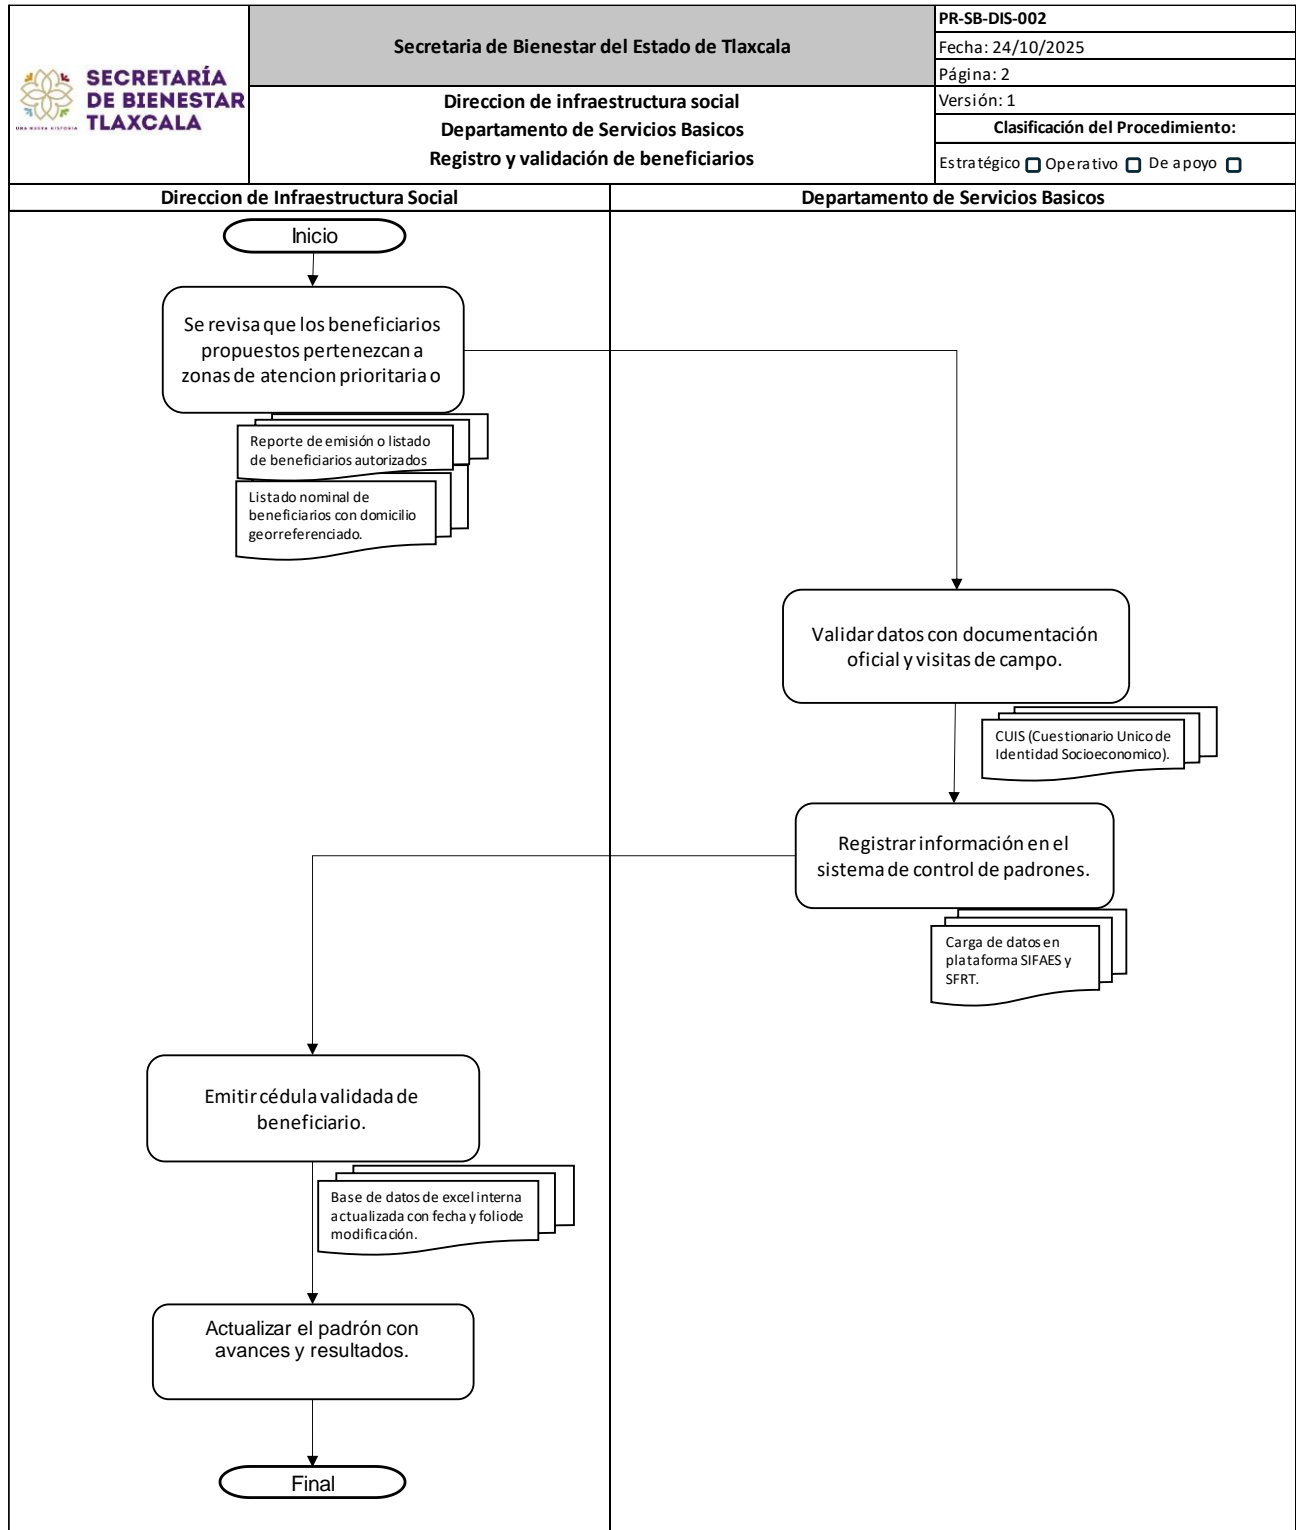 SECRETARÍA
DE BIENESTAR
TLAXCALA
UNA NUEVA HISTORIA
Secretaria de Bienestar del Estado de Tlaxcala
Direccion de infraestructura social
Departamento de Servicios Basicos
Registro y validación de beneficiarios
PR-SB-DIS-002
Fecha: 24/10/2025
Página: 2
Versión: 1
Clasificación del Procedimiento:
Estratégico Operativo De apoyo
Direccion de Infraestructura Social
Departamento de Servicios Basicos
Inicio
Se revisa que los beneficiarios
propuestos pertenezcan a
zonas de atencion prioritaria o
Reporte de emisión o listado
de beneficiarios autorizados
Listado nominal de
beneficiarios con domicilio
georreferenciado.
Validar datos con documentación
oficial y visitas de campo.
CUIS (Cuestionario Unico de
Identidad Socioeconomico).
Registrar información en el
sistema de control de padrones.
Carga de datos en
plataforma SIFAES y
SFRT.
Emitir cédula validada de
beneficiario.
Base de datos de excel interna
actualizada con fecha y folio de
modificación.
Actualizar el padrón con
avances y resultados.
Final